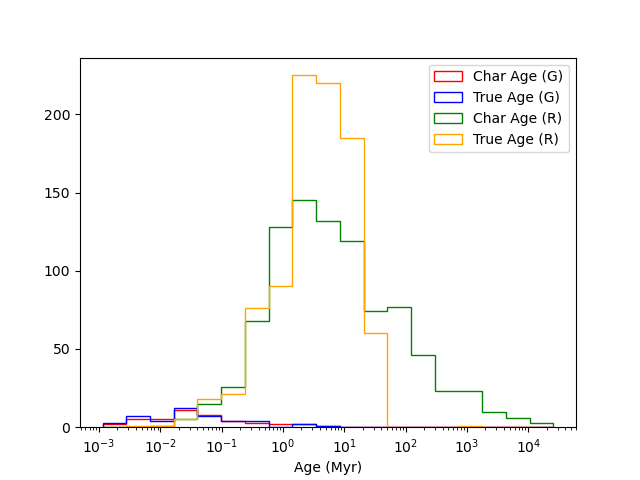 Char Age (G)
True Age (G)
Char Age (R)
True Age (R)
200
150
100
50
0
10⁻³ 10⁻² 10⁻¹ 10⁰ 10¹ 10² 10³ 10⁴
Age (Myr)